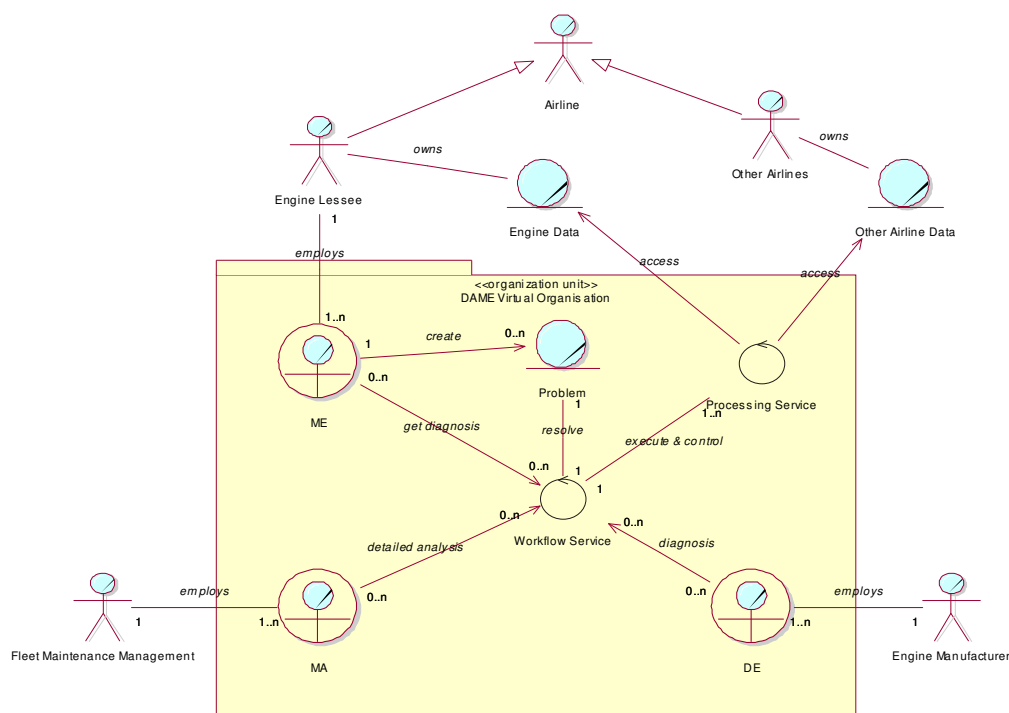 Airline
owns
Other Airlines
owns
Engine Lessee
1
Engine Data
Other Airline Data
employs
access
access
<<organization unit>>
DAME Virtual Organisation
1..n
1
create
0..n
0..n
Problem
1
Processing Service
1..n
ME
get diagnosis
resolve
execute & control
0..n
1
1
0..n
0..n
Workflow Service
detailed analysis
diagnosis
0..n
0..n
employs
employs
1
1..n
1..n
1
Fleet Maintenance Management
MA
DE
Engine Manufacturer